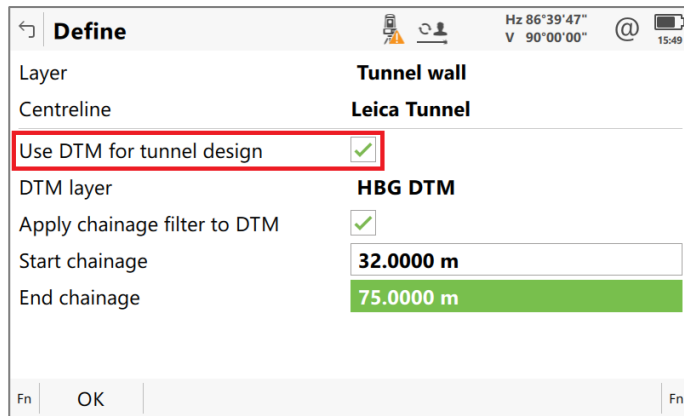 Define
Hz 86°39'47"
V 90°00'00"
@
15:49
Layer Tunnel wall
Centreline Leica Tunnel
Use DTM for tunnel design
DTM layer HBG DTM
Apply chainage filter to DTM
Start chainage 32.0000 m
End chainage 75.0000 m
Fn OK Fn